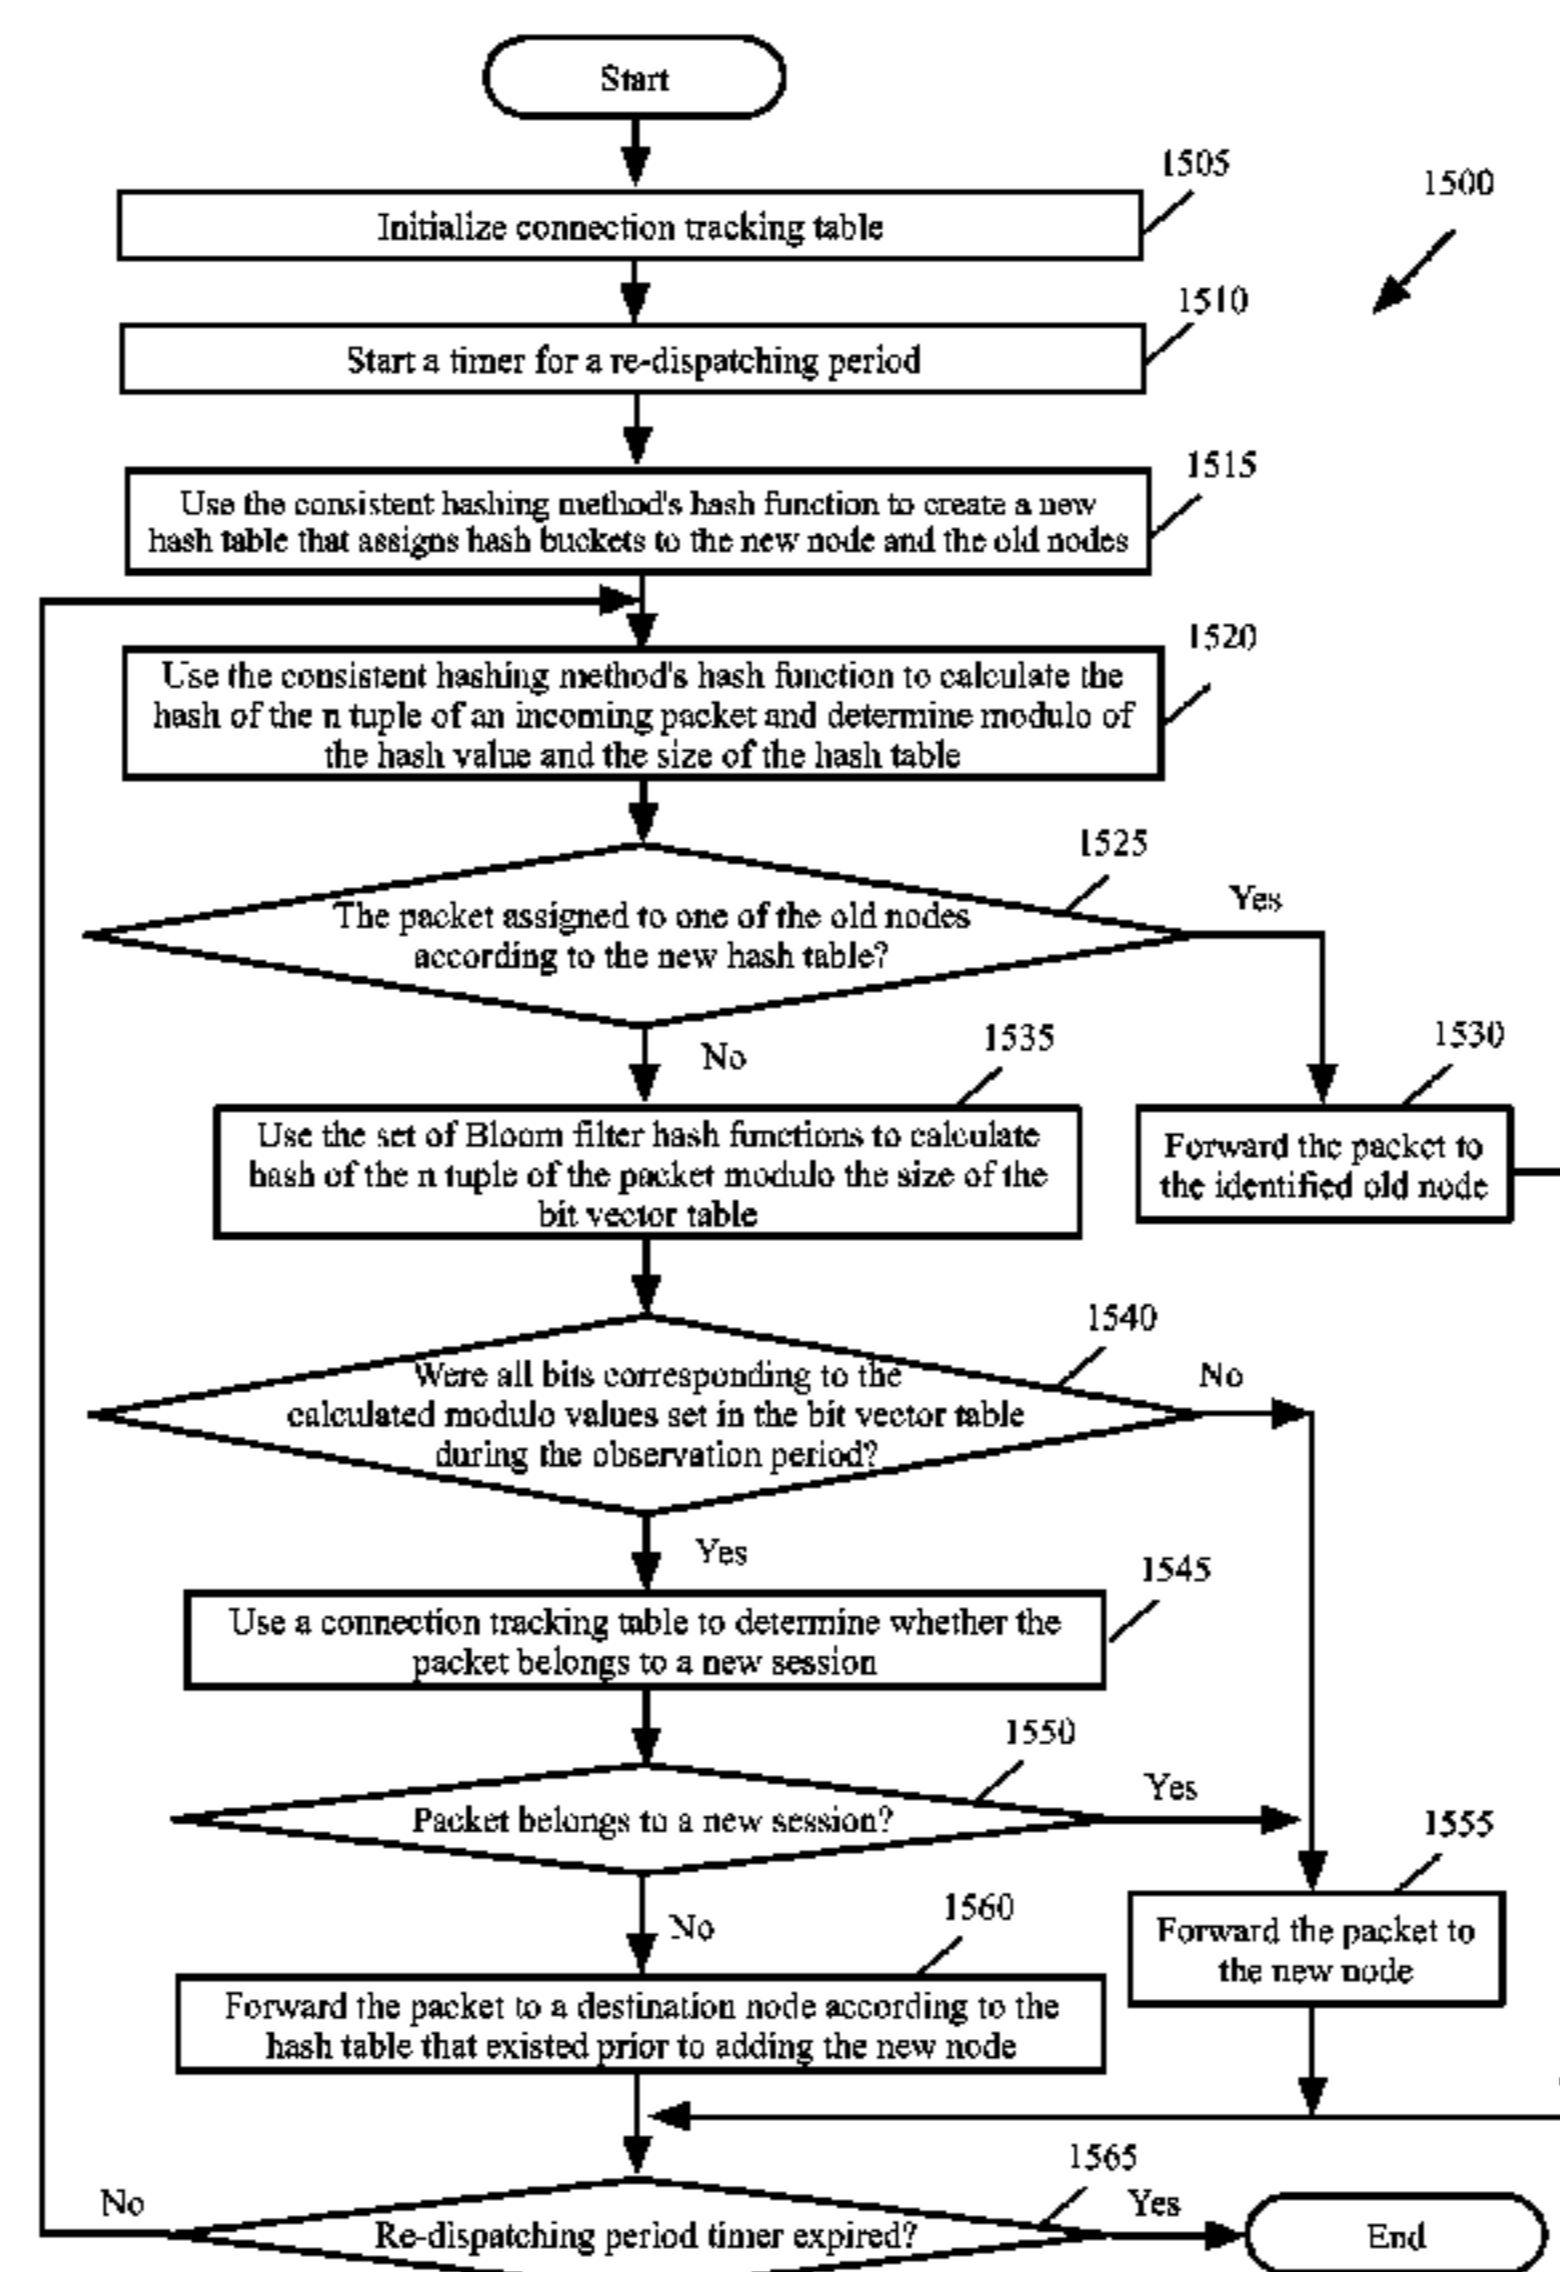 Start
1505
1500
Initialize connection tracking table
1510
Start a timer for a re-dispatching period
1515
Use the consistent hashing method's hash function to create a new
hash table that assigns hash buckets to the new node and the old nodes
1520
Use the consistent hashing method's hash function to calculate the
hash of the n tuple of an incoming packet and determine modulo of
the hash value and the size of the hash table
1525
Yes
The packet assigned to one of the old nodes
according to the new hash table?
1530
No
1535
Forward the packet to
the identified old node
Use the set of Bloom filter hash functions to calculate
hash of the n tuple of the packet modulo the size of the
bit vector table
1540
No
Were all bits corresponding to the
calculated modulo values set in the bit vector table
during the observation period?
Yes
1545
Use a connection tracking table to determine whether the
packet belongs to a new session
1550
Yes
Packet belongs to a new session?
1555
No
1560
Forward the packet to
the new node
Forward the packet to a destination node according to the
hash table that existed prior to adding the new node
1565
No
Yes
Re-dispatching period timer expired?
End